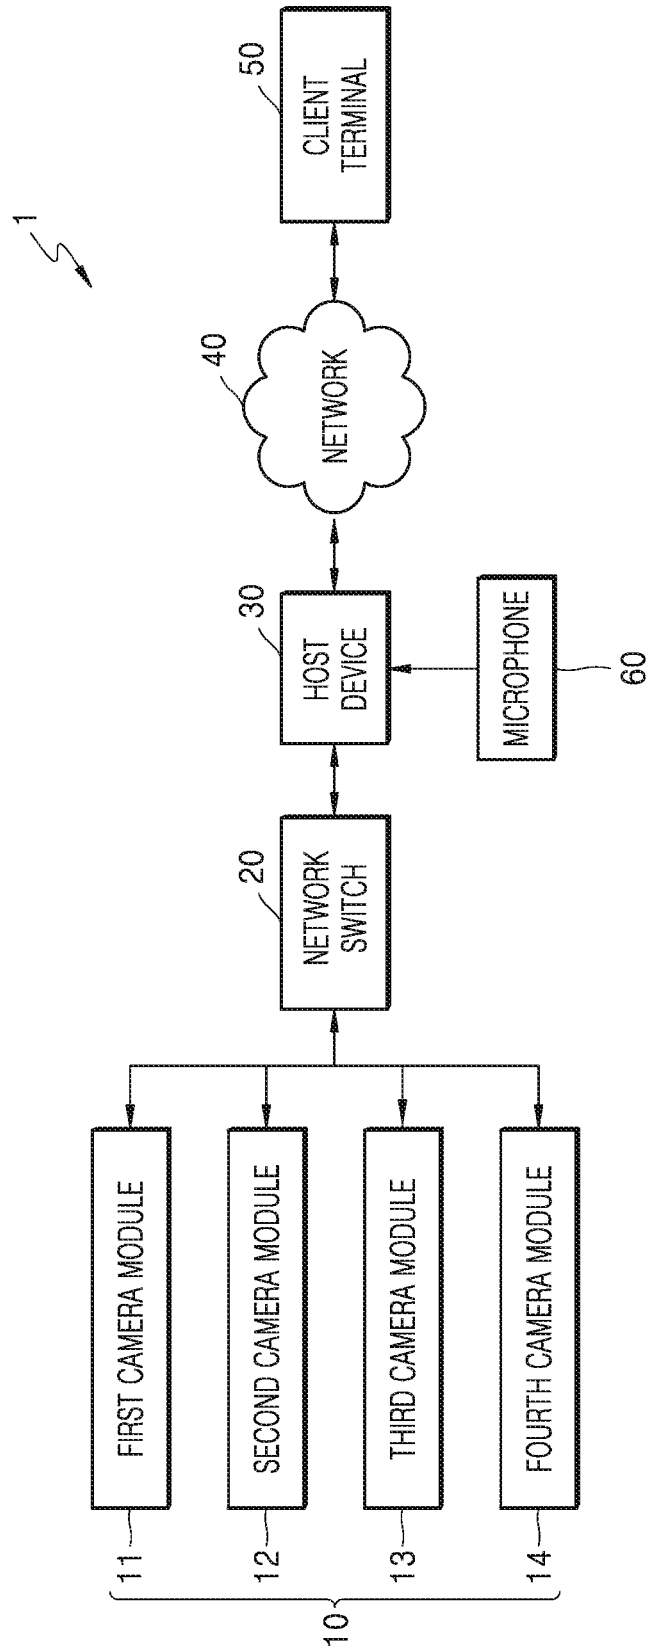 1
10
11
FIRST CAMERA MODULE
12
SECOND CAMERA MODULE
13
THIRD CAMERA MODULE
14
FOURTH CAMERA MODULE
20
NETWORK
SWITCH
30
HOST
DEVICE
60
MICROPHONE
40
NETWORK
50
CLIENT
TERMINAL